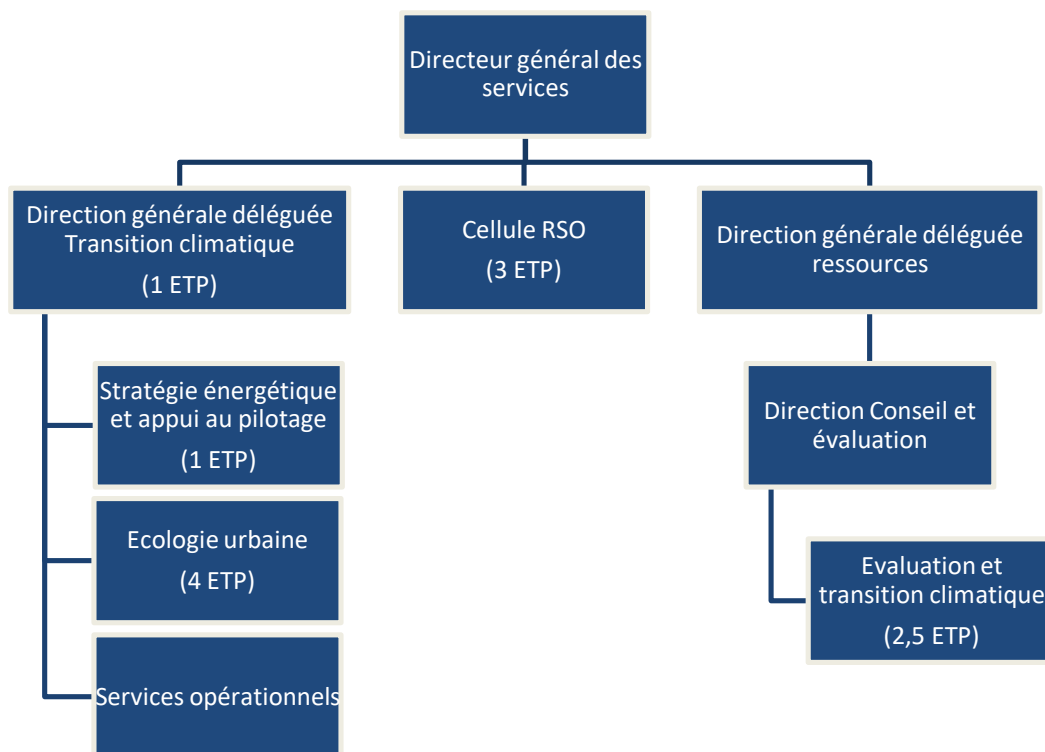 Directeur général des
services
Direction générale déléguée
Transition climatique
(1 ETP)
Cellule RSO
(3 ETP)
Direction générale déléguée
ressources
Stratégie énergétique
et appui au pilotage
(1 ETP)
Ecologie urbaine
(4 ETP)
Services opérationnels
Direction Conseil et
évaluation
Evaluation et
transition climatique
(2,5 ETP)